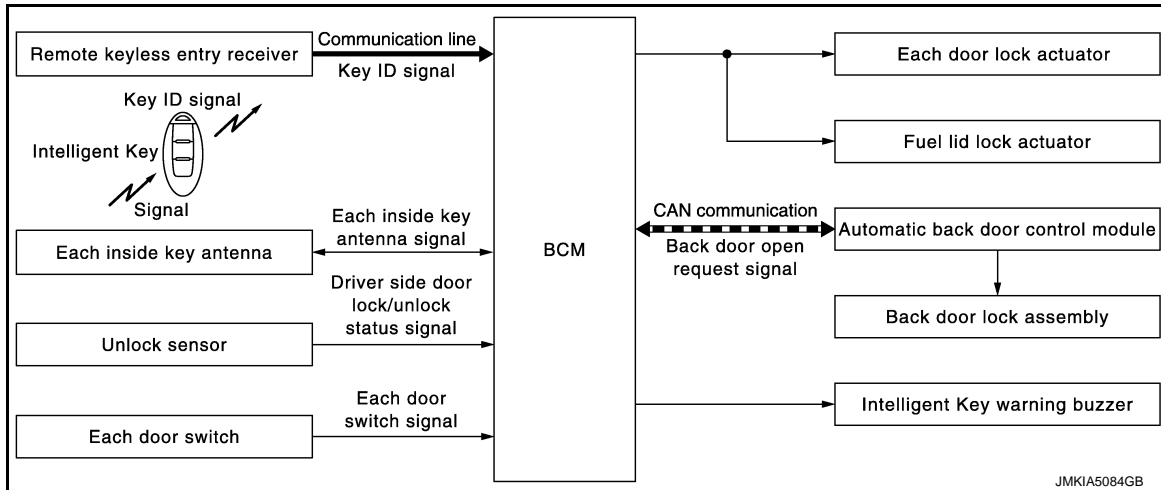 Remote keyless entry receiver
Communication line
Key ID signal
Key ID signal
Intelligent Key
Signal
Each inside key antenna
Each inside key
antenna signal
Unlock sensor
Driver side door
lock/unlock
status signal
Each door switch
Each door
switch signal
BCM
Each door lock actuator
Fuel lid lock actuator
CAN communication
Back door open
request signal
Automatic back door control module
Back door lock assembly
Intelligent Key warning buzzer
JMKIA5084GB